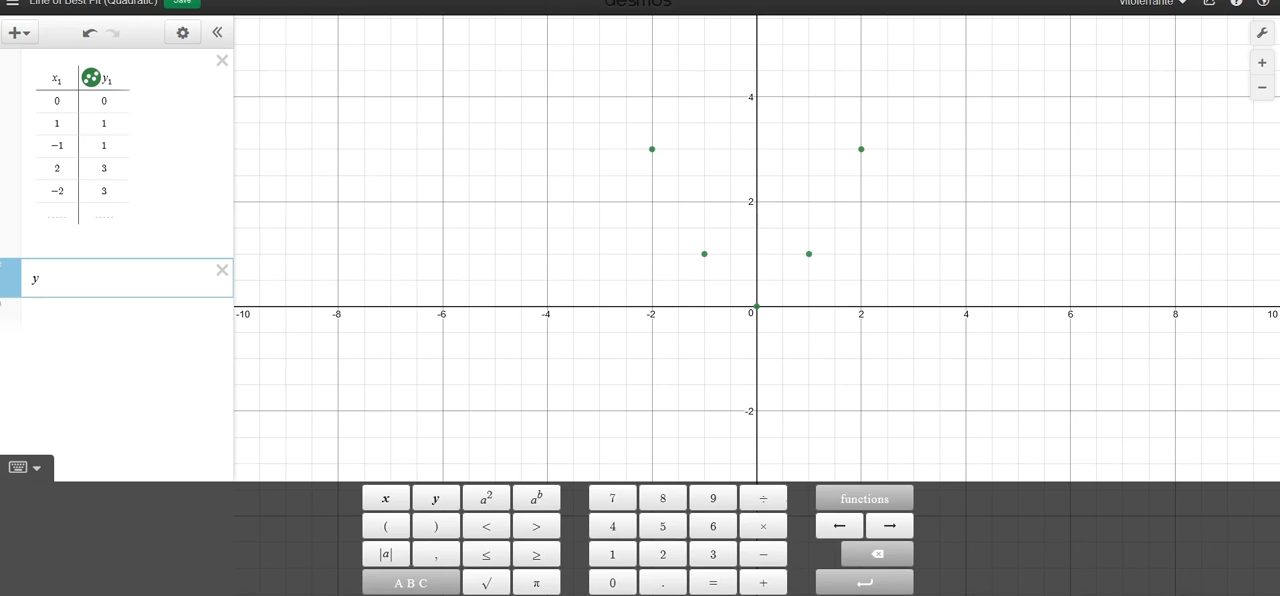 Line of Best Fit (Quadratic) Save desmos Vitoferrante
x1 y1
0 0
1 1
−1 1
2 3
−2 3
y
4
2
-10 -8 -6 -4 -2 0 2 4 6 8 10
-2
x y a² aᵇ 7 8 9 ÷ functions
( ) < > 4 5 6 × ← →
|a| , ≤ ≥ 1 2 3 −
A B C √ π 0 . = +